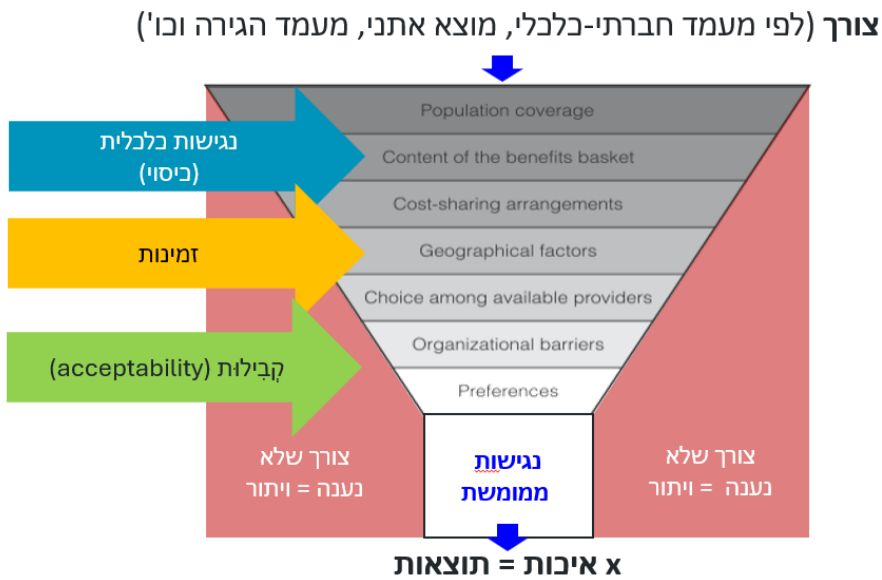 צורך (לפי מעמד חברתי-כלכלי, מוצא אתני, מעמד הגירה וכו')
Population coverage
נגישות כלכלית
(כיסוי)
Content of the benefits basket
Cost-sharing arrangements
זמינות
Geographical factors
Choice among available providers
קְבִילוּת (acceptability)
Organizational barriers
Preferences
צורך שלא
נענה = ויתור
נגישות
ממומשת
צורך שלא
נענה = ויתור
x איכות = תוצאות